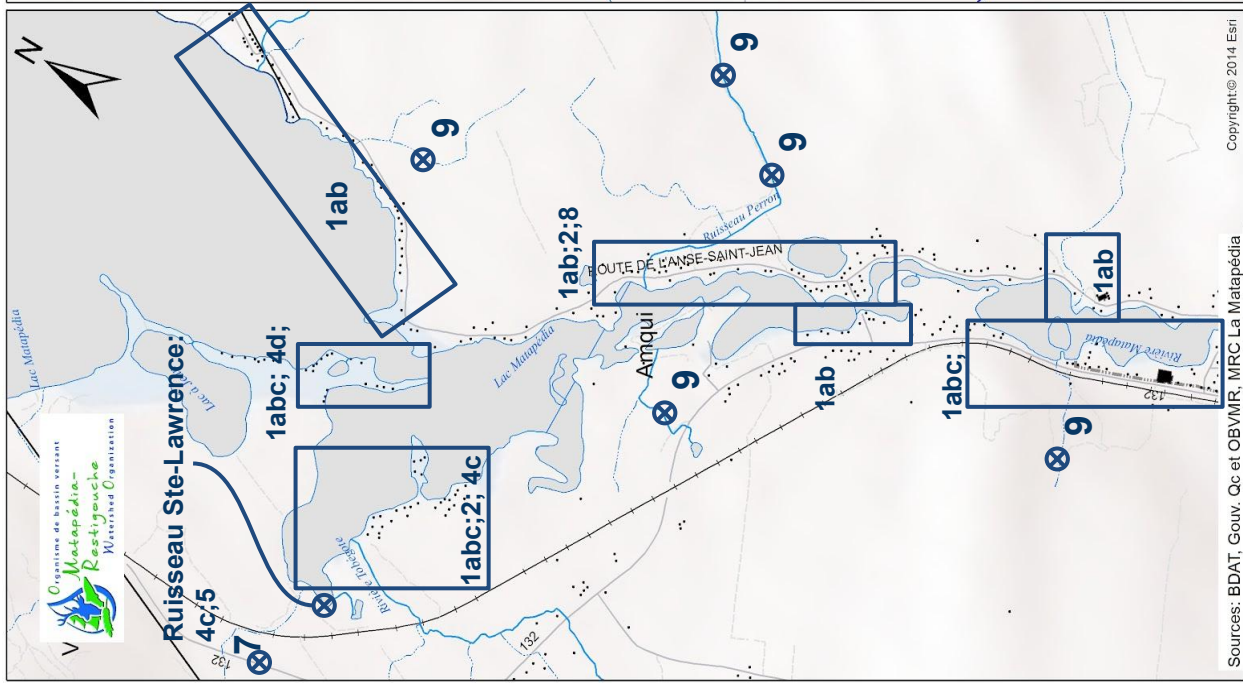 N
Organisme de bassin versant
Matapédia-
Restigouche
Watershed Organization
V
Lac Matapédia
1ab
9
9
9
Ruisseau Perron
1ab;2;8
ROUTE DE L'ANSE-SAINT-JEAN
1abc; 4d;
Lac Matapédia
Amqui
9
1ab
Ruisseau Ste-Lawrence:
4c;5
1abc;2; 4c
Rivière Tobégote
7
132
132
1abc;
1ab
Rivière Matapédia
132
9
Sources: BDAT, Gouv. Qc et OBVMR, MRC La Matapédia
Copyright:© 2014 Esri